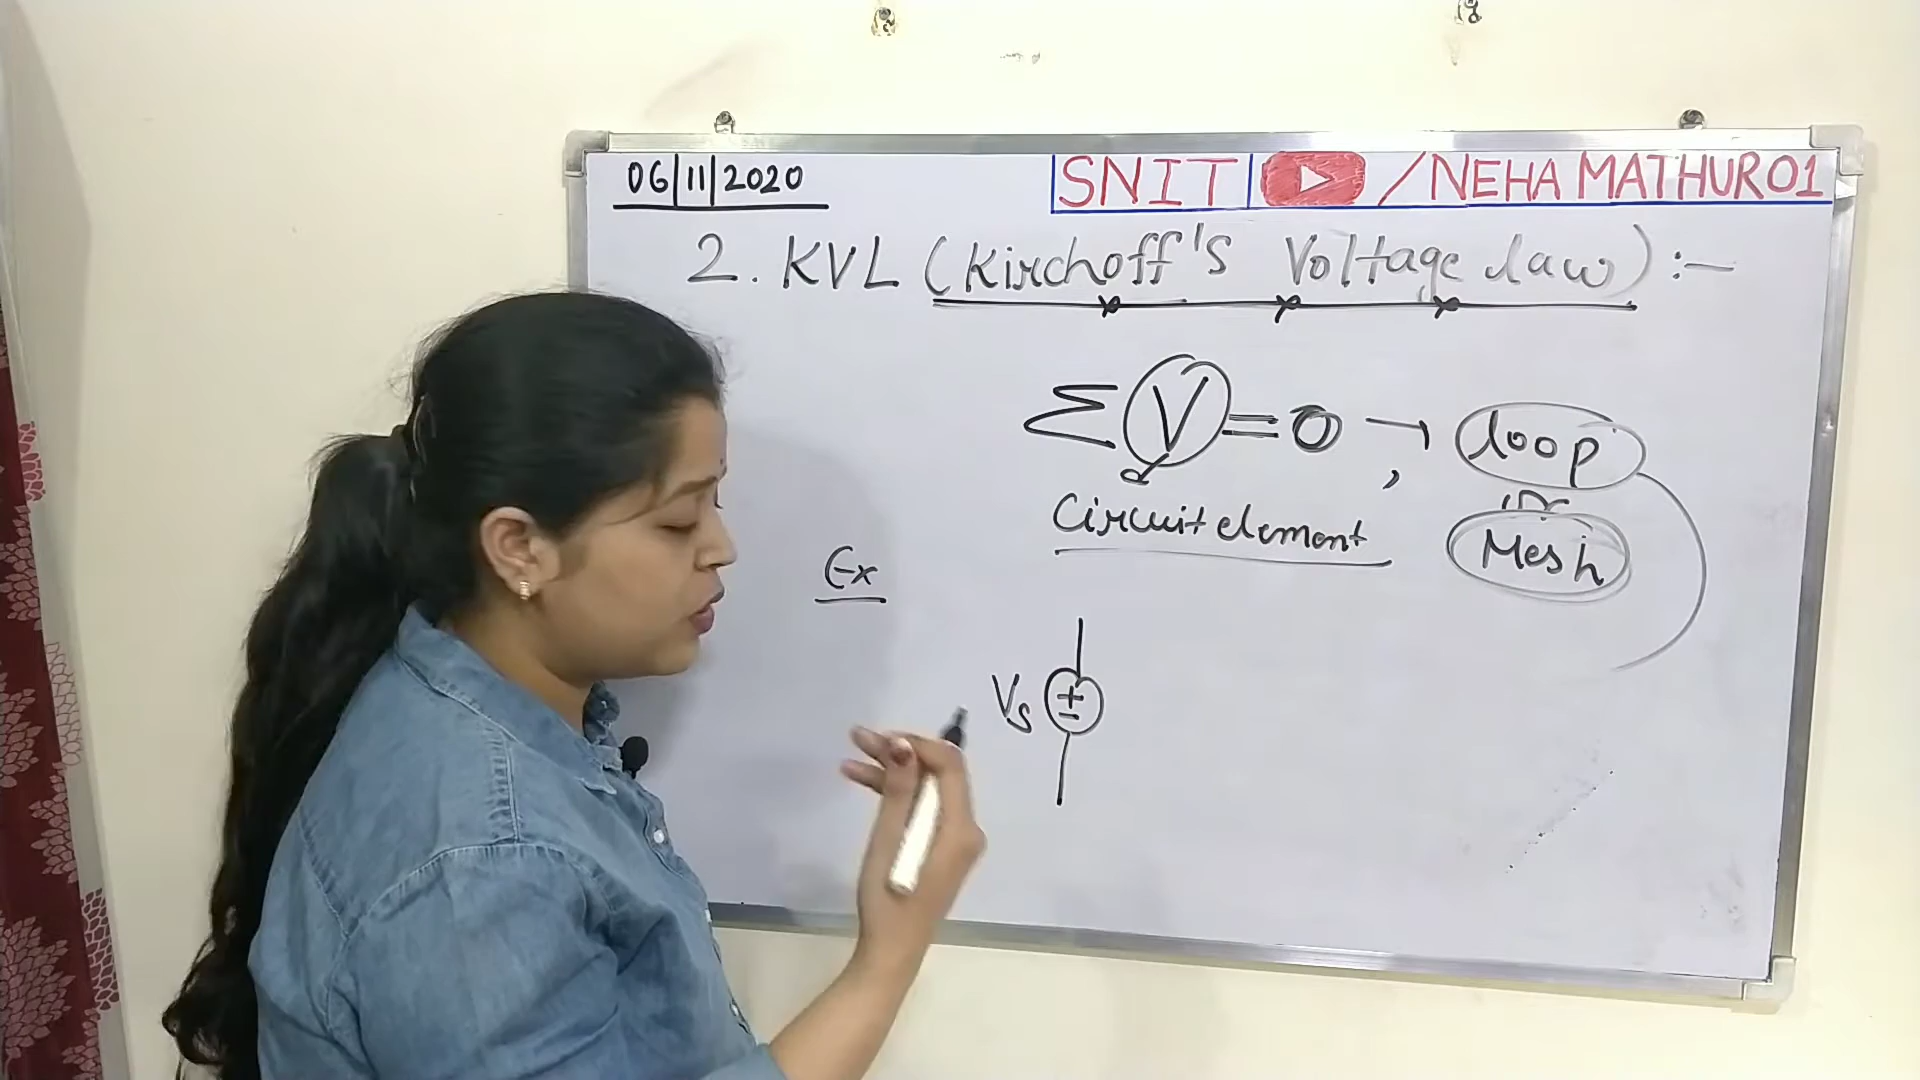 06|11|2020
SNIT /NEHA MATHUR01
2. KVL (Kirchoff's Voltage law) :-
Σ V = 0 → loop
or
Circuit element, Mesh
Ex
Vs + -